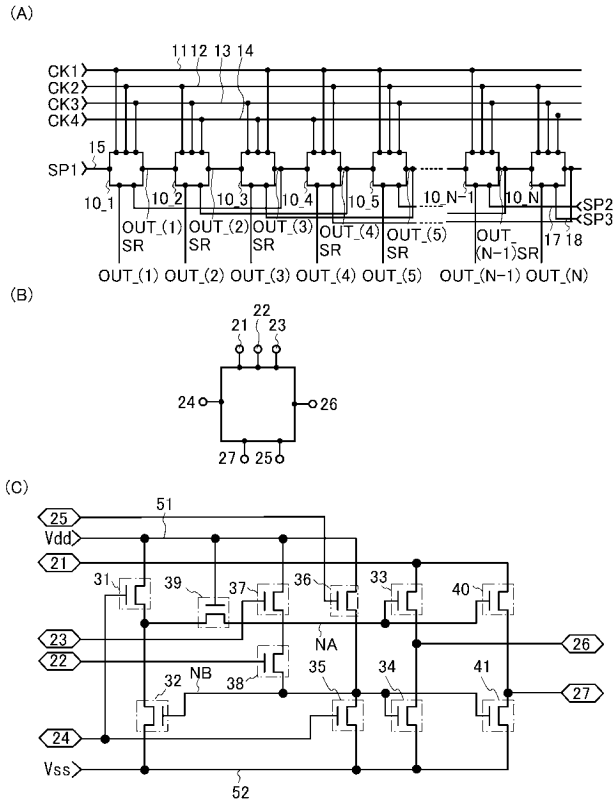 (A)
11 12 13 14
CK1
CK2
CK3
CK4
15
SP1
10_1 10_2 10_3 10_4 10_5 10_N-1 10_N
SP2
SP3
OUT_(1) OUT_(2) OUT_(3) OUT_(4) OUT_(5) OUT_ 17 18
SR SR SR SR SR (N-1)SR
OUT_(1) OUT_(2) OUT_(3) OUT_(4) OUT_(5) OUT_(N-1) OUT_(N)
(B)
22
21 23
24 26
27 25
(C)
25 51
Vdd
21
31 39 37 36 33 40
23 NA 26
22 NB
32 38 35 34 41
27
24
Vss
52